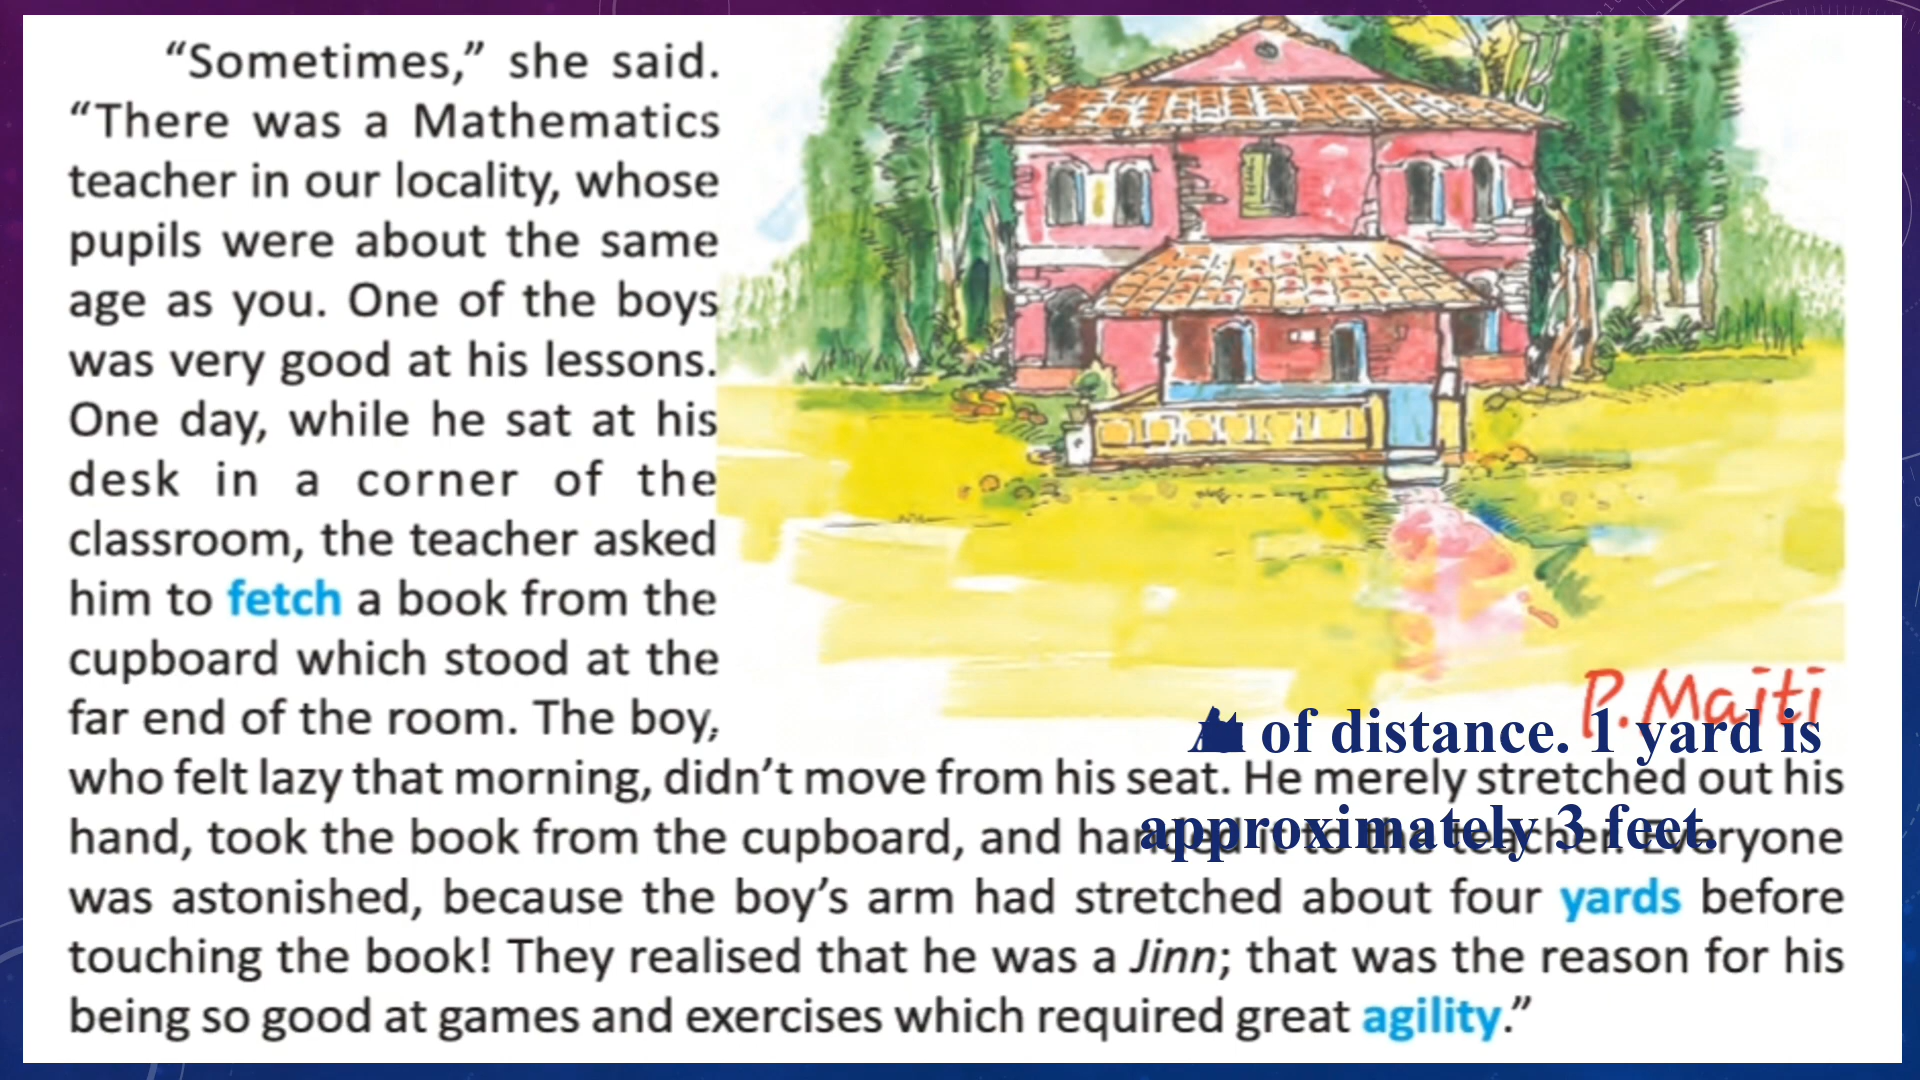 “Sometimes,” she said.
“There was a Mathematics
teacher in our locality, whose
pupils were about the same
age as you. One of the boys
was very good at his lessons.
One day, while he sat at his
desk in a corner of the
classroom, the teacher asked
him to fetch a book from the
cupboard which stood at the
far end of the room. The boy,
P.Maiti
of distance. 1 yard is
who felt lazy that morning, didn’t move from his seat. He merely stretched out his
approximately 3 feet.
hand, took the book from the cupboard, and handed it to the teacher. Everyone
was astonished, because the boy’s arm had stretched about four yards before
touching the book! They realised that he was a Jinn; that was the reason for his
being so good at games and exercises which required great agility.”